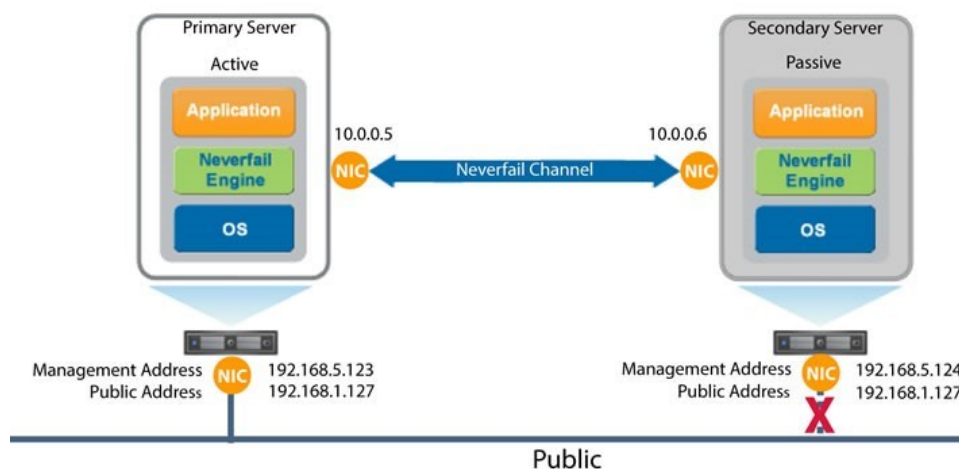 Primary Server
Active
Application
Neverfail
Engine
OS
10.0.0.5
NIC
Neverfail Channel
10.0.0.6
NIC
Secondary Server
Passive
Application
Neverfail
Engine
OS
Management Address NIC 192.168.5.123
Public Address 192.168.1.127
Management Address NIC 192.168.5.124
Public Address 192.168.1.127
X
Public